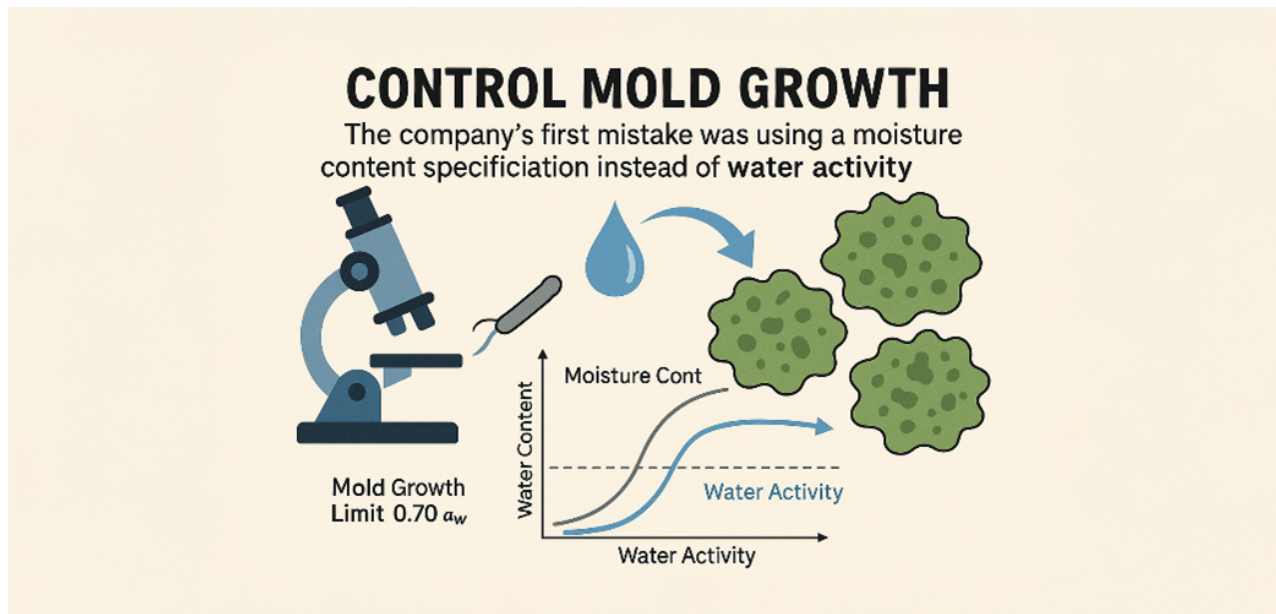 CONTROL MOLD GROWTH
The company's first mistake was using a moisture
content specificiation instead of water activity
Moisture Cont
Water Content
Water Activity
Water Activity
Mold Growth
Limit 0.70 aw